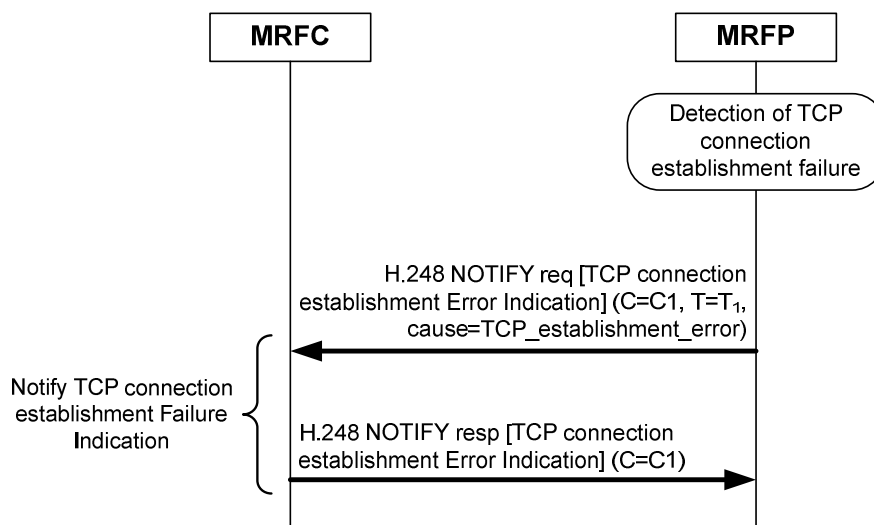 MRFC
MRFP
Detection of TCP
connection
establishment failure
H.248 NOTIFY req [TCP connection
establishment Error Indication] (C=C1, T=T₁,
cause=TCP_establishment_error)
Notify TCP connection
establishment Failure
Indication
H.248 NOTIFY resp [TCP connection
establishment Error Indication] (C=C1)